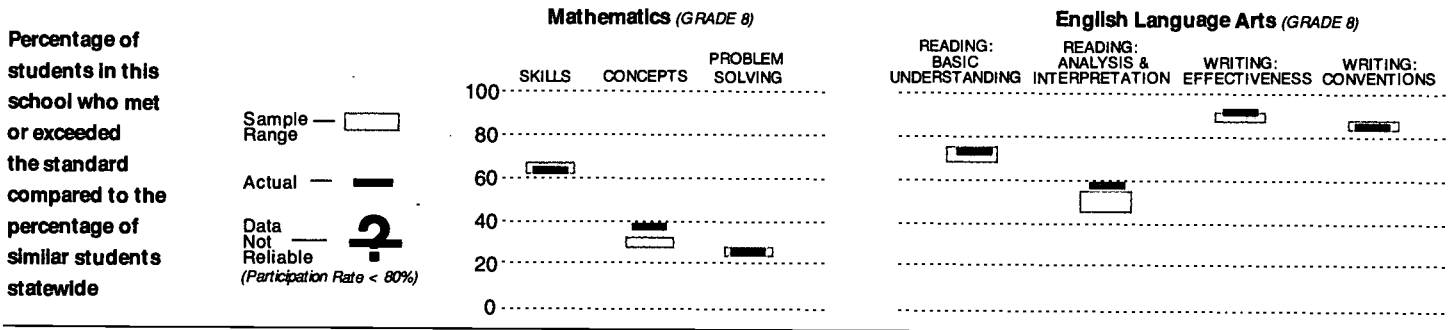 Percentage of
students in this
school who met
or exceeded
the standard
compared to the
percentage of
similar students
statewide
Sample
Range
Actual
Data
Not
Reliable
(Participation Rate < 80%)
?
Mathematics (GRADE 8)
SKILLS
CONCEPTS
PROBLEM
SOLVING
100
80
60
40
20
0
English Language Arts (GRADE 8)
READING:
BASIC
UNDERSTANDING
READING:
ANALYSIS &
INTERPRETATION
WRITING:
EFFECTIVENESS
WRITING:
CONVENTIONS